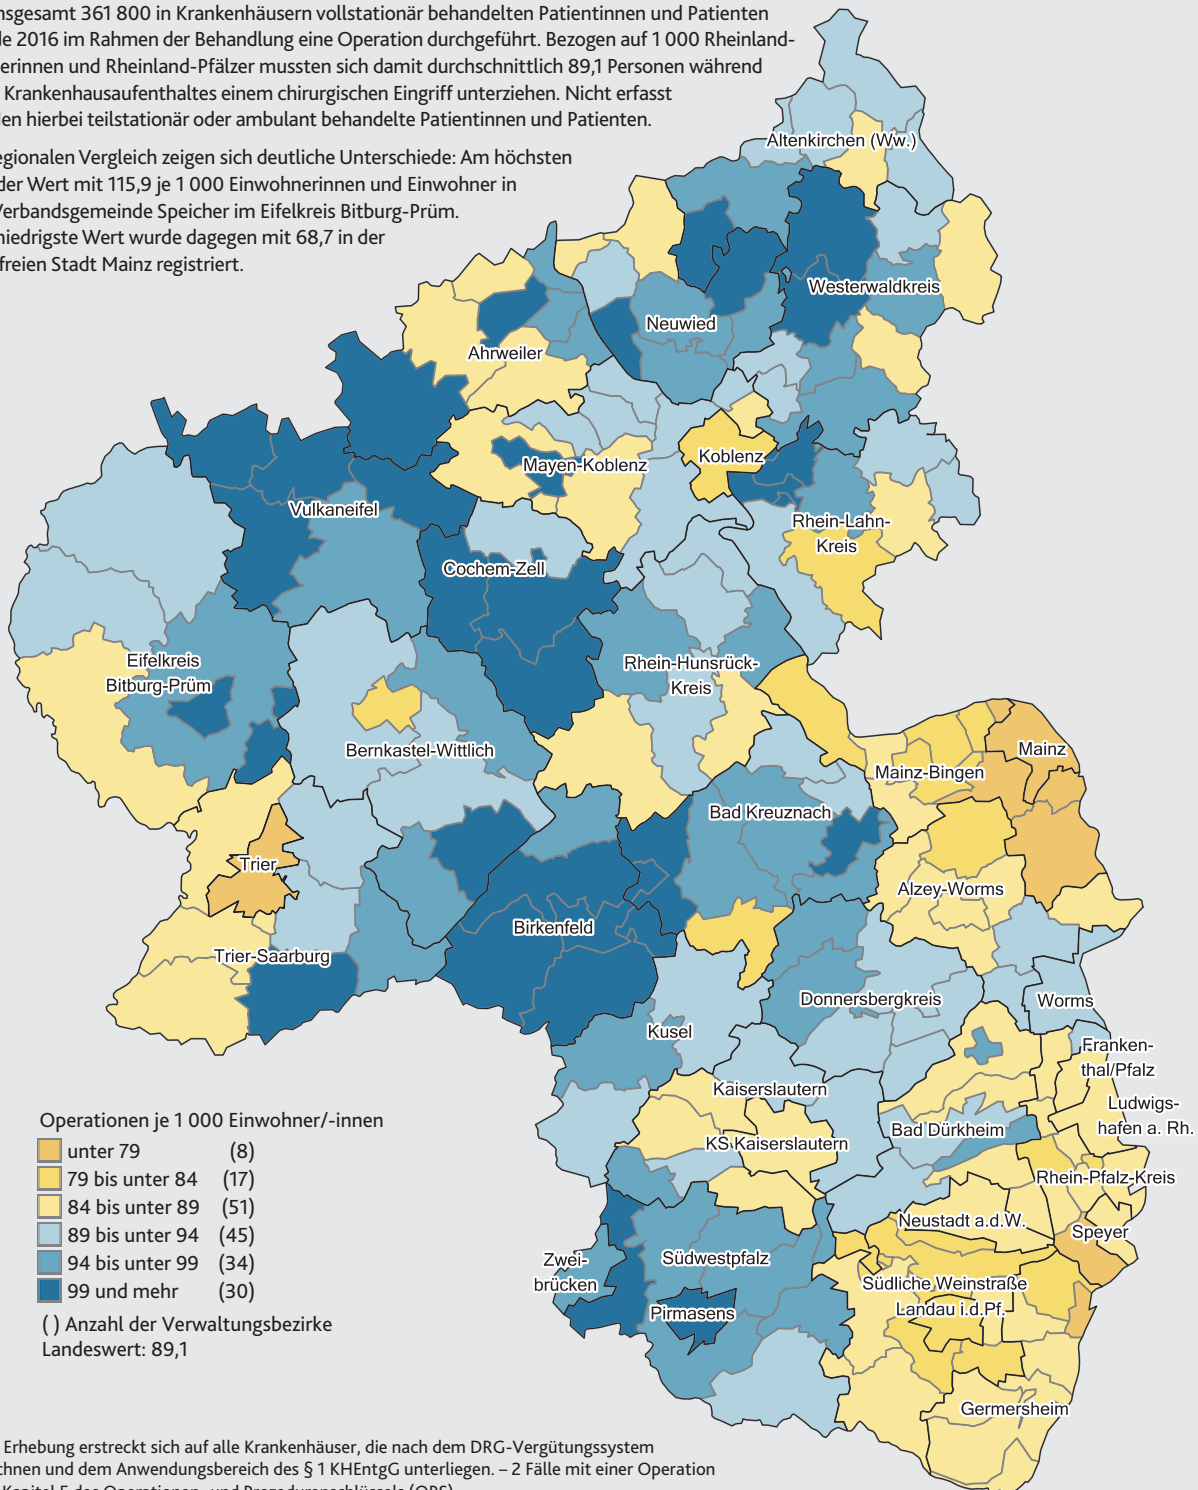 nsgesamt 361 800 in Krankenhäusern vollstationär behandelten Patientinnen und Patienten
de 2016 im Rahmen der Behandlung eine Operation durchgeführt. Bezogen auf 1 000 Rheinland-
erinnen und Rheinland-Pfälzer mussten sich damit durchschnittlich 89,1 Personen während
Krankenhausaufenthaltes einem chirurgischen Eingriff unterziehen. Nicht erfasst
den hierbei teilstationär oder ambulant behandelte Patientinnen und Patienten.
egionalen Vergleich zeigen sich deutliche Unterschiede: Am höchsten
der Wert mit 115,9 je 1 000 Einwohnerinnen und Einwohner in
Verbandsgemeinde Speicher im Eifelkreis Bitburg-Prüm.
niedrigste Wert wurde dagegen mit 68,7 in der
freien Stadt Mainz registriert.
Altenkirchen (Ww.)
Westerwaldkreis
Neuwied
Ahrweiler
Koblenz
Mayen-Koblenz
Vulkaneifel
Rhein-Lahn-
Kreis
Cochem-Zell
Eifelkreis
Bitburg-Prüm
Rhein-Hunsrück-
Kreis
Bernkastel-Wittlich
Mainz
Mainz-Bingen
Bad Kreuznach
Trier
Alzey-Worms
Birkenfeld
Trier-Saarburg
Donnersbergkreis
Worms
Kusel
Franken-
thal/Pfalz
Kaiserslautern
Ludwigs-
hafen a. Rh.
Bad Dürkheim
KS Kaiserslautern
Rhein-Pfalz-Kreis
Neustadt a.d.W.
Speyer
Zwei-
brücken
Südwestpfalz
Südliche Weinstraße
Landau i.d.Pf.
Pirmasens
Germersheim
Operationen je 1 000 Einwohner/-innen
unter 79 (8)
79 bis unter 84 (17)
84 bis unter 89 (51)
89 bis unter 94 (45)
94 bis unter 99 (34)
99 und mehr (30)
( ) Anzahl der Verwaltungsbezirke
Landeswert: 89,1
Erhebung erstreckt sich auf alle Krankenhäuser, die nach dem DRG-Vergütungssystem
chnen und dem Anwendungsbereich des § 1 KHEntgG unterliegen. – 2 Fälle mit einer Operation